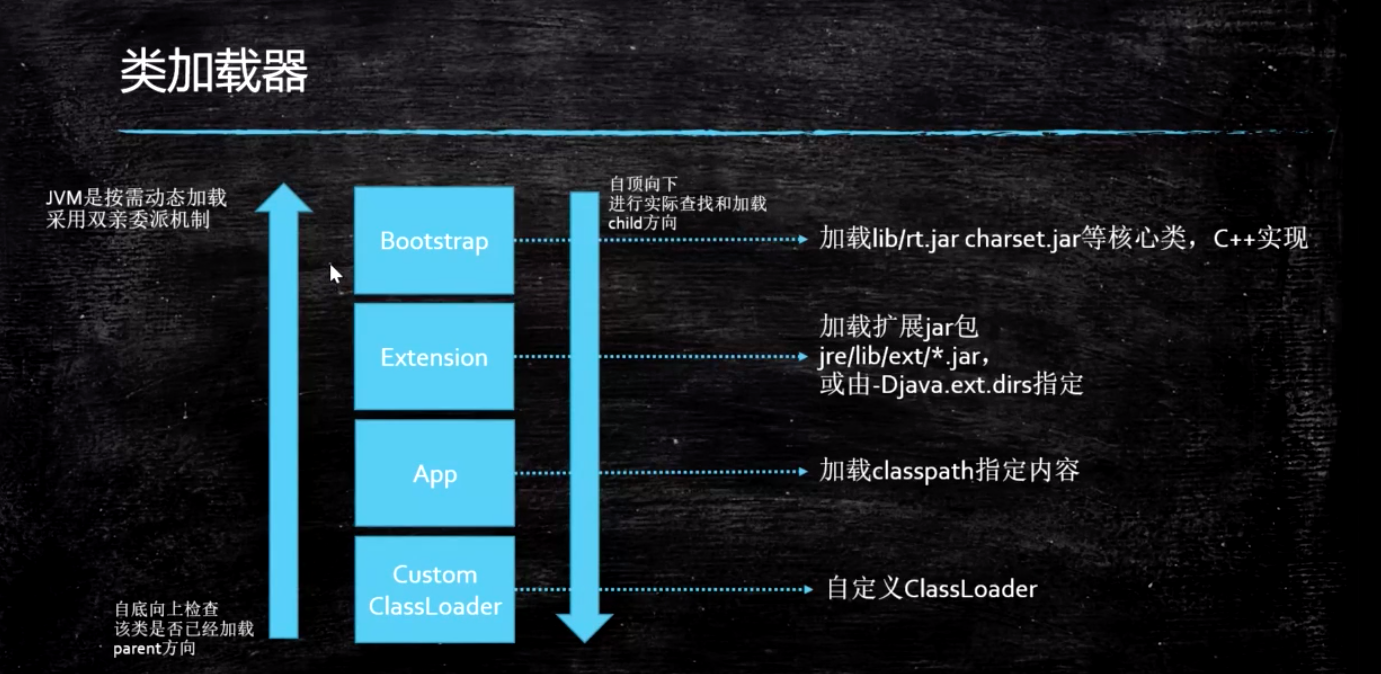 类加载器
JVM是按需动态加载
采用双亲委派机制
自顶向下
进行实际查找和加载
child方向
Bootstrap
加载lib/rt.jar charset.jar等核心类，C++实现
Extension
加载扩展jar包
jre/lib/ext/*.jar，
或由-Djava.ext.dirs指定
App
加载classpath指定内容
Custom
ClassLoader
自定义ClassLoader
自底向上检查
该类是否已经加载
parent方向